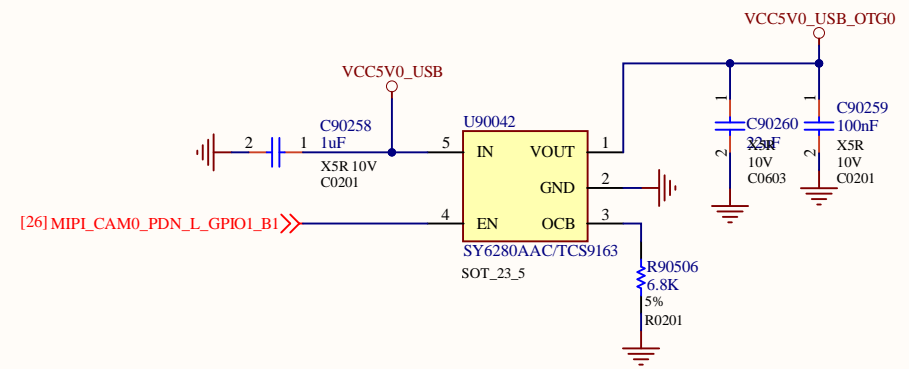 VCC5V0_USB_OTG0
VCC5V0_USB
C90258
1uF
X5R 10V
C0201
2
1
U90042
5
IN
VOUT
1
GND
2
4
EN
OCB
3
SY6280AAC/TCS9163
SOT_23_5
[26] MIPI_CAM0_PDN_L_GPIO1_B1
R90506
6.8K
5%
R0201
1
2
C90260
22uF
X5R
10V
C0603
1
2
C90259
100nF
X5R
10V
C0201